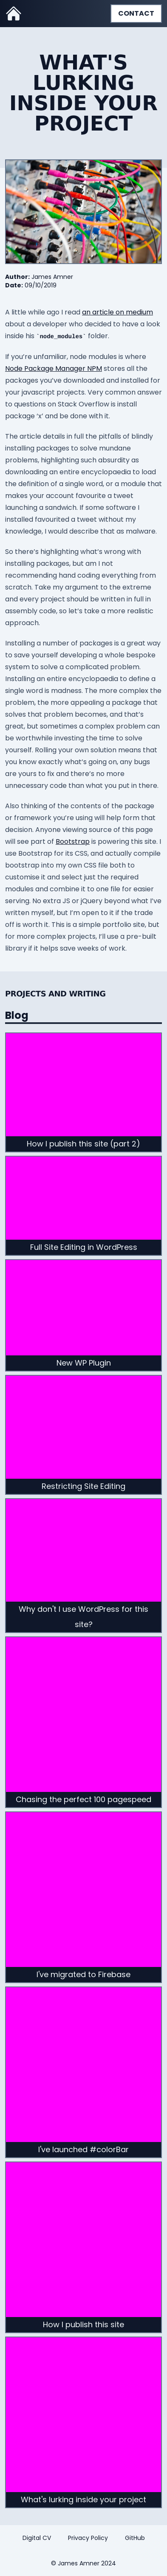 CONTACT
WHAT'S
LURKING
INSIDE YOUR
PROJECT
Author: James Amner
Date: 09/10/2019
A little while ago I read an article on medium
about a developer who decided to have a look
inside his `node_modules` folder.
If you're unfamiliar, node modules is where
Node Package Manager NPM stores all the
packages you've downloaded and installed for
your javascript projects. Very common answer
to questions on Stack Overflow is install
package 'x' and be done with it.
The article details in full the pitfalls of blindly
installing packages to solve mundane
problems, highlighting such absurdity as
downloading an entire encyclopaedia to load
the definition of a single word, or a module that
makes your account favourite a tweet
launching a sandwich. If some software I
installed favourited a tweet without my
knowledge, I would describe that as malware.
So there's highlighting what's wrong with
installing packages, but am I not
recommending hand coding everything from
scratch. Take my argument to the extreme
and every project should be written in full in
assembly code, so let's take a more realistic
approach.
Installing a number of packages is a great way
to save yourself developing a whole bespoke
system to solve a complicated problem.
Installing an entire encyclopaedia to define a
single word is madness. The more complex the
problem, the more appealing a package that
solves that problem becomes, and that's
great, but sometimes a complex problem can
be worthwhile investing the time to solve
yourself. Rolling your own solution means that
you know exactly what's going on, any bugs
are yours to fix and there's no more
unnecessary code than what you put in there.
Also thinking of the contents of the package
or framework you're using will help form that
decision. Anyone viewing source of this page
will see part of Bootstrap is powering this site. I
use Bootstrap for its CSS, and actually compile
bootstrap into my own CSS file both to
customise it and select just the required
modules and combine it to one file for easier
serving. No extra JS or jQuery beyond what I've
written myself, but I'm open to it if the trade
off is worth it. This is a simple portfolio site, but
for more complex projects, I'll use a pre-built
library if it helps save weeks of work.
PROJECTS AND WRITING
Blog
How I publish this site (part 2)
Full Site Editing in WordPress
New WP Plugin
Restricting Site Editing
Why don't I use WordPress for this
site?
Chasing the perfect 100 pagespeed
I've migrated to Firebase
I've launched #colorBar
How I publish this site
What's lurking inside your project
Digital CV Privacy Policy GitHub
© James Amner 2024